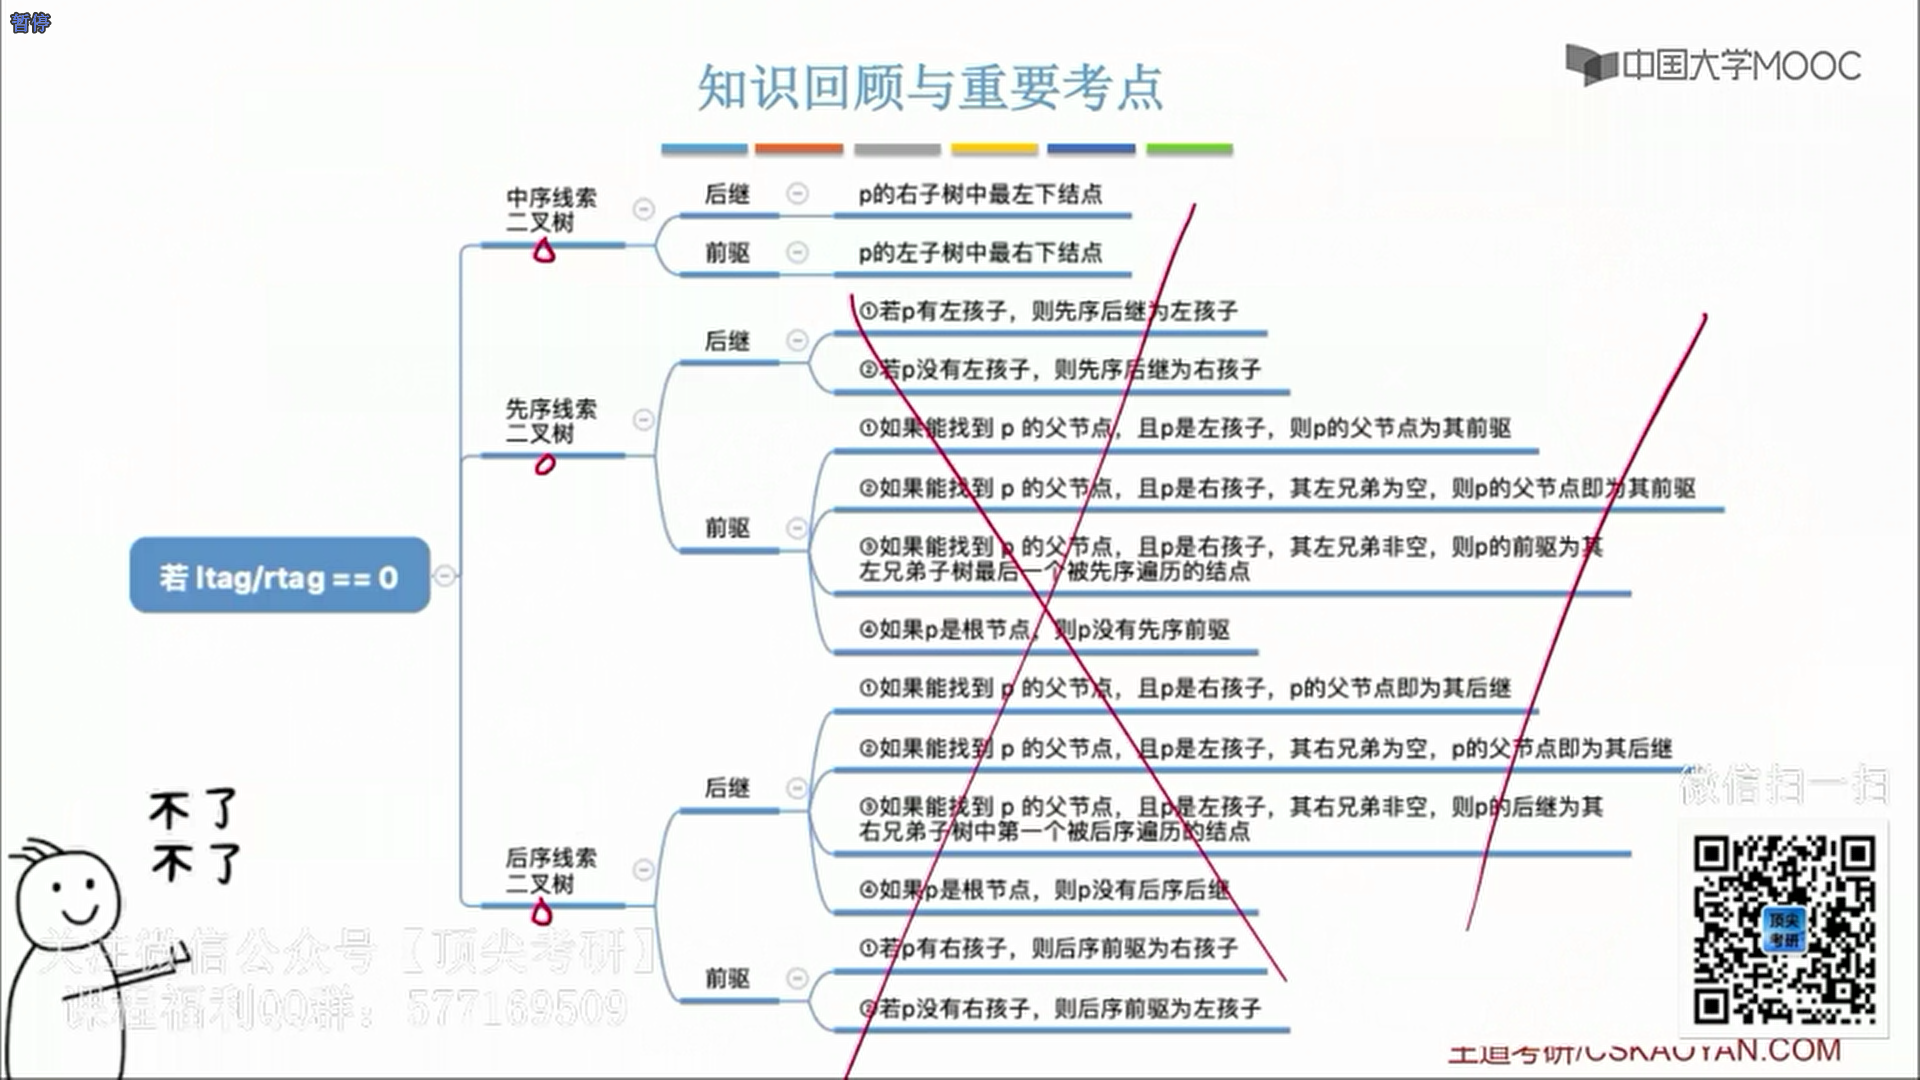 暂停
知识回顾与重要考点
中国大学MOOC
中序线索
二叉树
后继
p的右子树中最左下结点
前驱
p的左子树中最右下结点
先序线索
二叉树
后继
①若p有左孩子，则先序后继为左孩子
②若p没有左孩子，则先序后继为右孩子
前驱
①如果能找到 p 的父节点，且p是左孩子，则p的父节点为其前驱
②如果能找到 p 的父节点，且p是右孩子，其左兄弟为空，则p的父节点即为其前驱
③如果能找到 p 的父节点，且p是右孩子，其左兄弟非空，则p的前驱为其
左兄弟子树最后一个被先序遍历的结点
④如果p是根节点，则p没有先序前驱
若 ltag/rtag == 0
后序线索
二叉树
后继
①如果能找到 p 的父节点，且p是右孩子，p的父节点即为其后继
②如果能找到 p 的父节点，且p是左孩子，其右兄弟为空，p的父节点即为其后继
③如果能找到 p 的父节点，且p是左孩子，其右兄弟非空，则p的后继为其
右兄弟子树中第一个被后序遍历的结点
④如果p是根节点，则p没有后序后继
前驱
①若p有右孩子，则后序前驱为右孩子
②若p没有右孩子，则后序前驱为左孩子
不了
不了
关注微信公众号【顶尖考研】
课程福利QQ群：577169509
微信扫一扫
顶尖
考研
王道考研/CSKAOYAN.COM